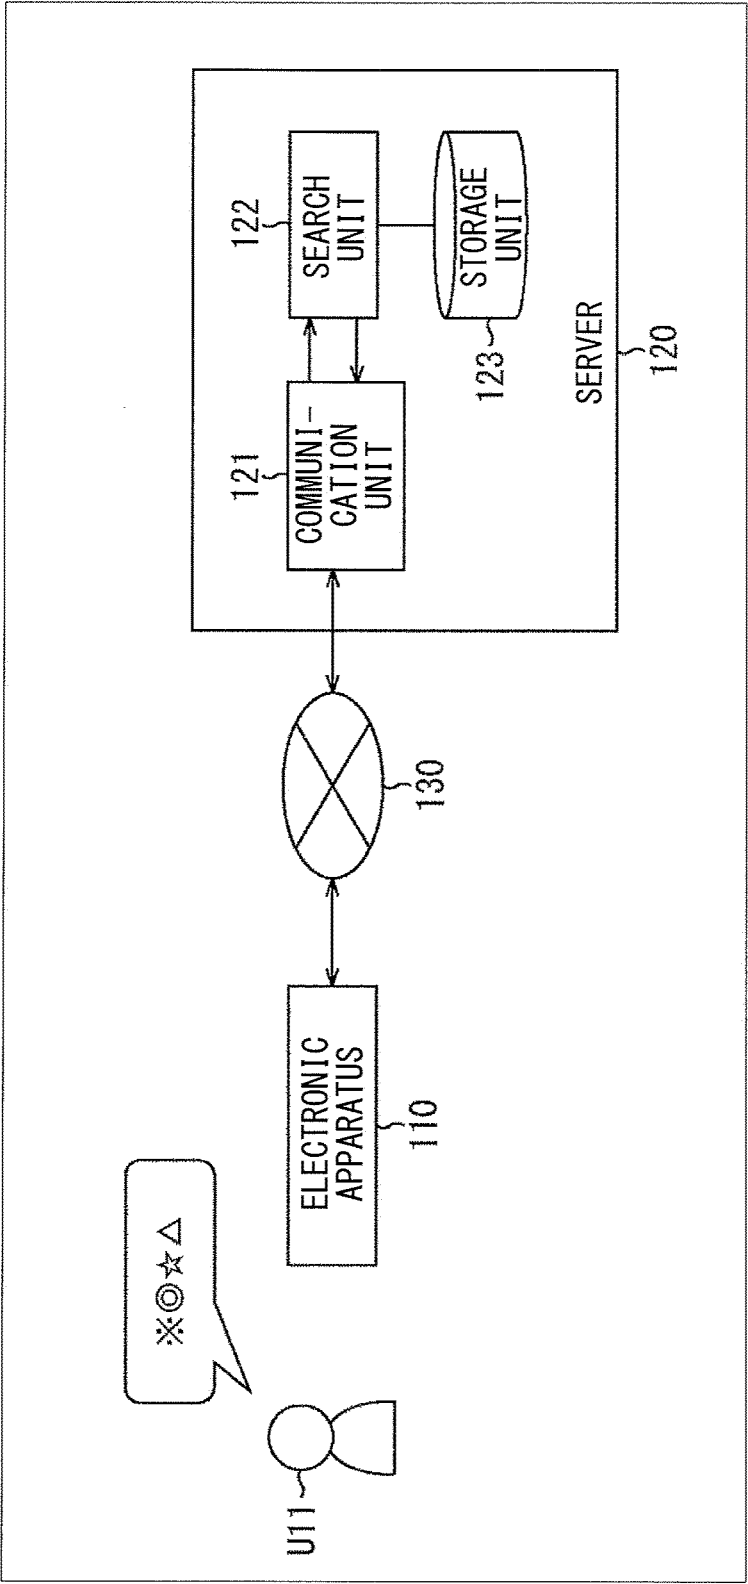 ※◎☆△
U11
ELECTRONIC
APPARATUS
110
130
121
COMMUNI-
CATION
UNIT
122
SEARCH
UNIT
STORAGE
UNIT
123
SERVER
120